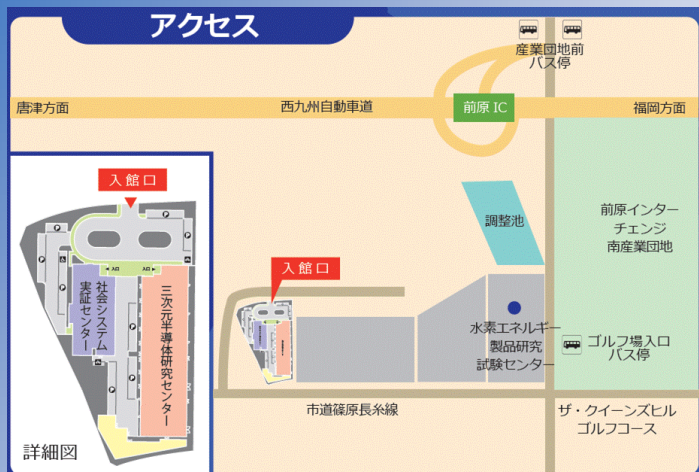 アクセス
産業団地前
バス停
唐津方面
西九州自動車道
前原 IC
福岡方面
入館口
調整池
前原インター
チェンジ
南産業団地
入館口
社会システム
実証センター
三次元半導体研究センター
入口
入口
P
P
P
P
P
P
P
水素エネルギー
製品研究
試験センター
ゴルフ場入口
バス停
市道篠原長糸線
ザ・クイーンズヒル
ゴルフコース
詳細図